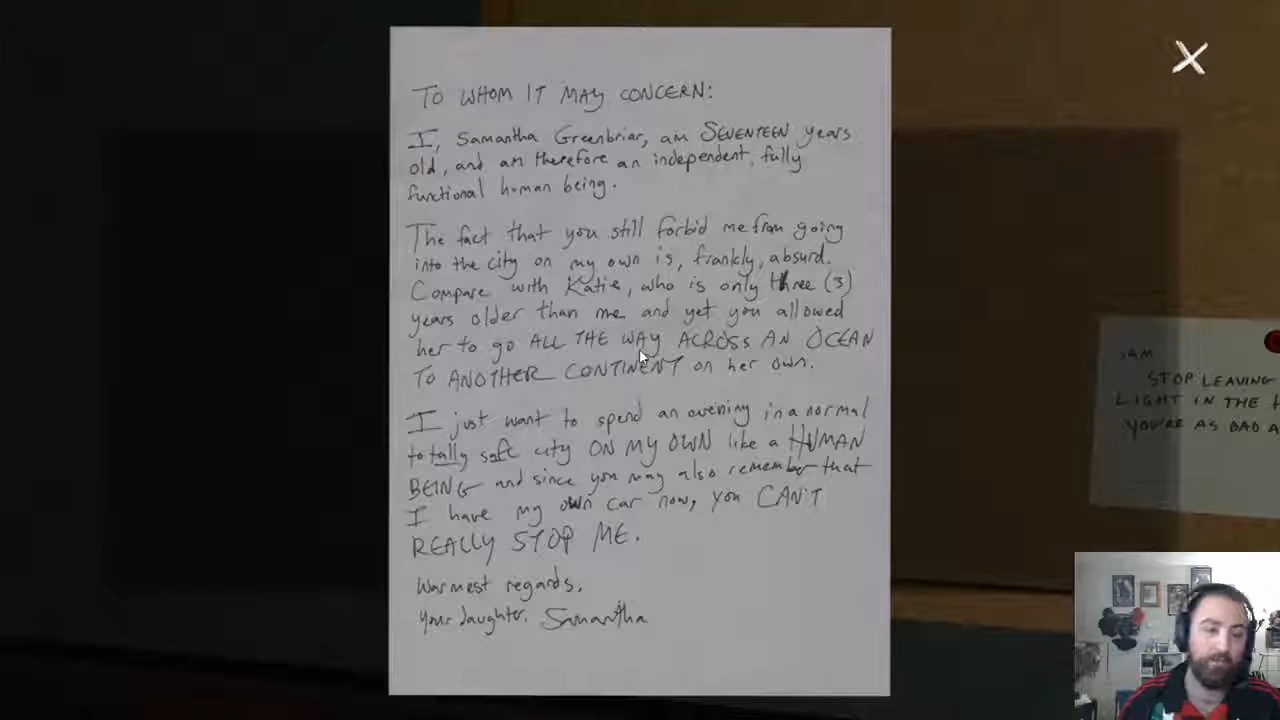 TO WHOM IT MAY CONCERN:
I, Samantha Greenbriar, am SEVENTEEN years
old, and am therefore an independent, fully
functional human being.
The fact that you still forbid me from going
into the city on my own is, frankly, absurd.
Compare with Katie, who is only three (3)
years older than me and yet you allowed
her to go ALL THE WAY ACROSS AN OCEAN
TO ANOTHER CONTINENT on her own.
I just want to spend an evening in a normal
totally safe city ON MY OWN like a HUMAN
BEING and since you may also remember that
I have my own car now, you CAN'T
REALLY STOP ME.
Warmest regards,
Your daughter, Samantha
SAM
STOP LEAVING
LIGHT IN THE
YOU'RE AS BAD